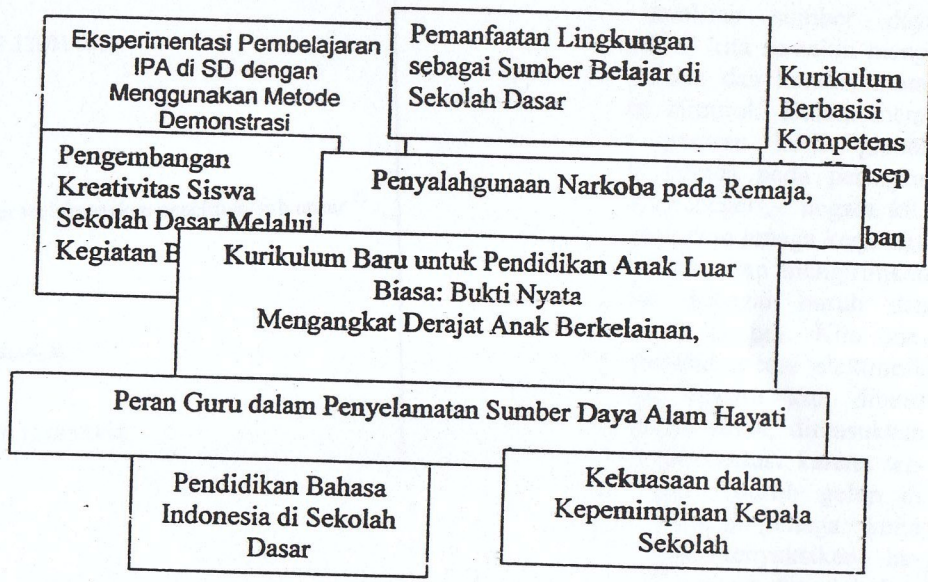 Eksperimentasi Pembelajaran
IPA di SD dengan
Menggunakan Metode
Demonstrasi
Pemanfaatan Lingkungan
sebagai Sumber Belajar di
Sekolah Dasar
Kurikulum
Berbasisi
Kompetens
asep
ban
Pengembangan
Kreativitas Siswa
Sekolah Dasar Melalui
Kegiatan B
Penyalahgunaan Narkoba pada Remaja,
Kurikulum Baru untuk Pendidikan Anak Luar
Biasa: Bukti Nyata
Mengangkat Derajat Anak Berkelainan,
Peran Guru dalam Penyelamatan Sumber Daya Alam Hayati
Pendidikan Bahasa
Indonesia di Sekolah
Dasar
Kekuasaan dalam
Kepemimpinan Kepala
Sekolah